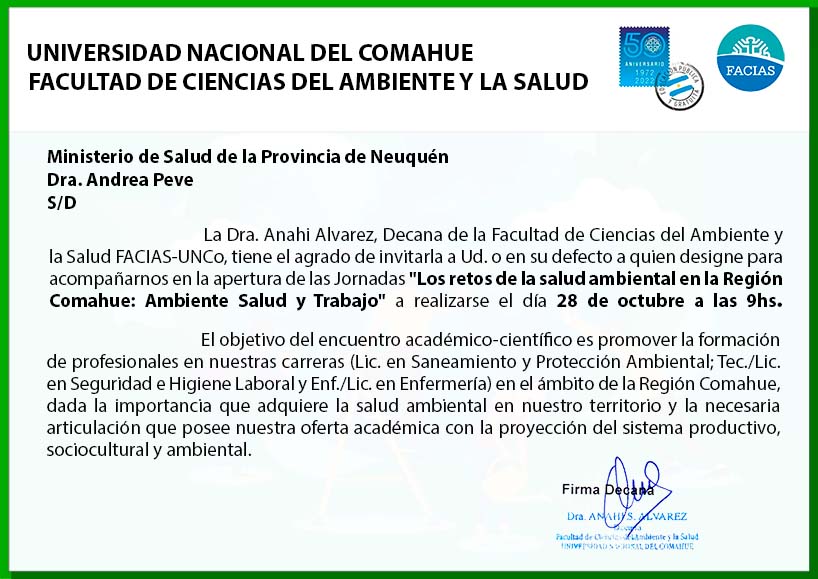 UNIVERSIDAD NACIONAL DEL COMAHUE
FACULTAD DE CIENCIAS DEL AMBIENTE Y LA SALUD
50
ANIVERSARIO
1972
2022
EDUCACIÓN PÚBLICA
Y GRATUITA
FACIAS
Ministerio de Salud de la Provincia de Neuquén
Dra. Andrea Peve
S/D
La Dra. Anahi Alvarez, Decana de la Facultad de Ciencias del Ambiente y
la Salud FACIAS-UNCo, tiene el agrado de invitarla a Ud. o en su defecto a quien designe para
acompañarnos en la apertura de las Jornadas "Los retos de la salud ambiental en la Región
Comahue: Ambiente Salud y Trabajo" a realizarse el día 28 de octubre a las 9hs.
El objetivo del encuentro académico-científico es promover la formación
de profesionales en nuestras carreras (Lic. en Saneamiento y Protección Ambiental; Tec./Lic.
en Seguridad e Higiene Laboral y Enf./Lic. en Enfermería) en el ámbito de la Región Comahue,
dada la importancia que adquiere la salud ambiental en nuestro territorio y la necesaria
articulación que posee nuestra oferta académica con la proyección del sistema productivo,
sociocultural y ambiental.
Firma Decana
Dra. ANAHI S. ALVAREZ
Decana
Facultad de Ciencias del Ambiente y la Salud
UNIVERSIDAD NACIONAL DEL COMAHUE